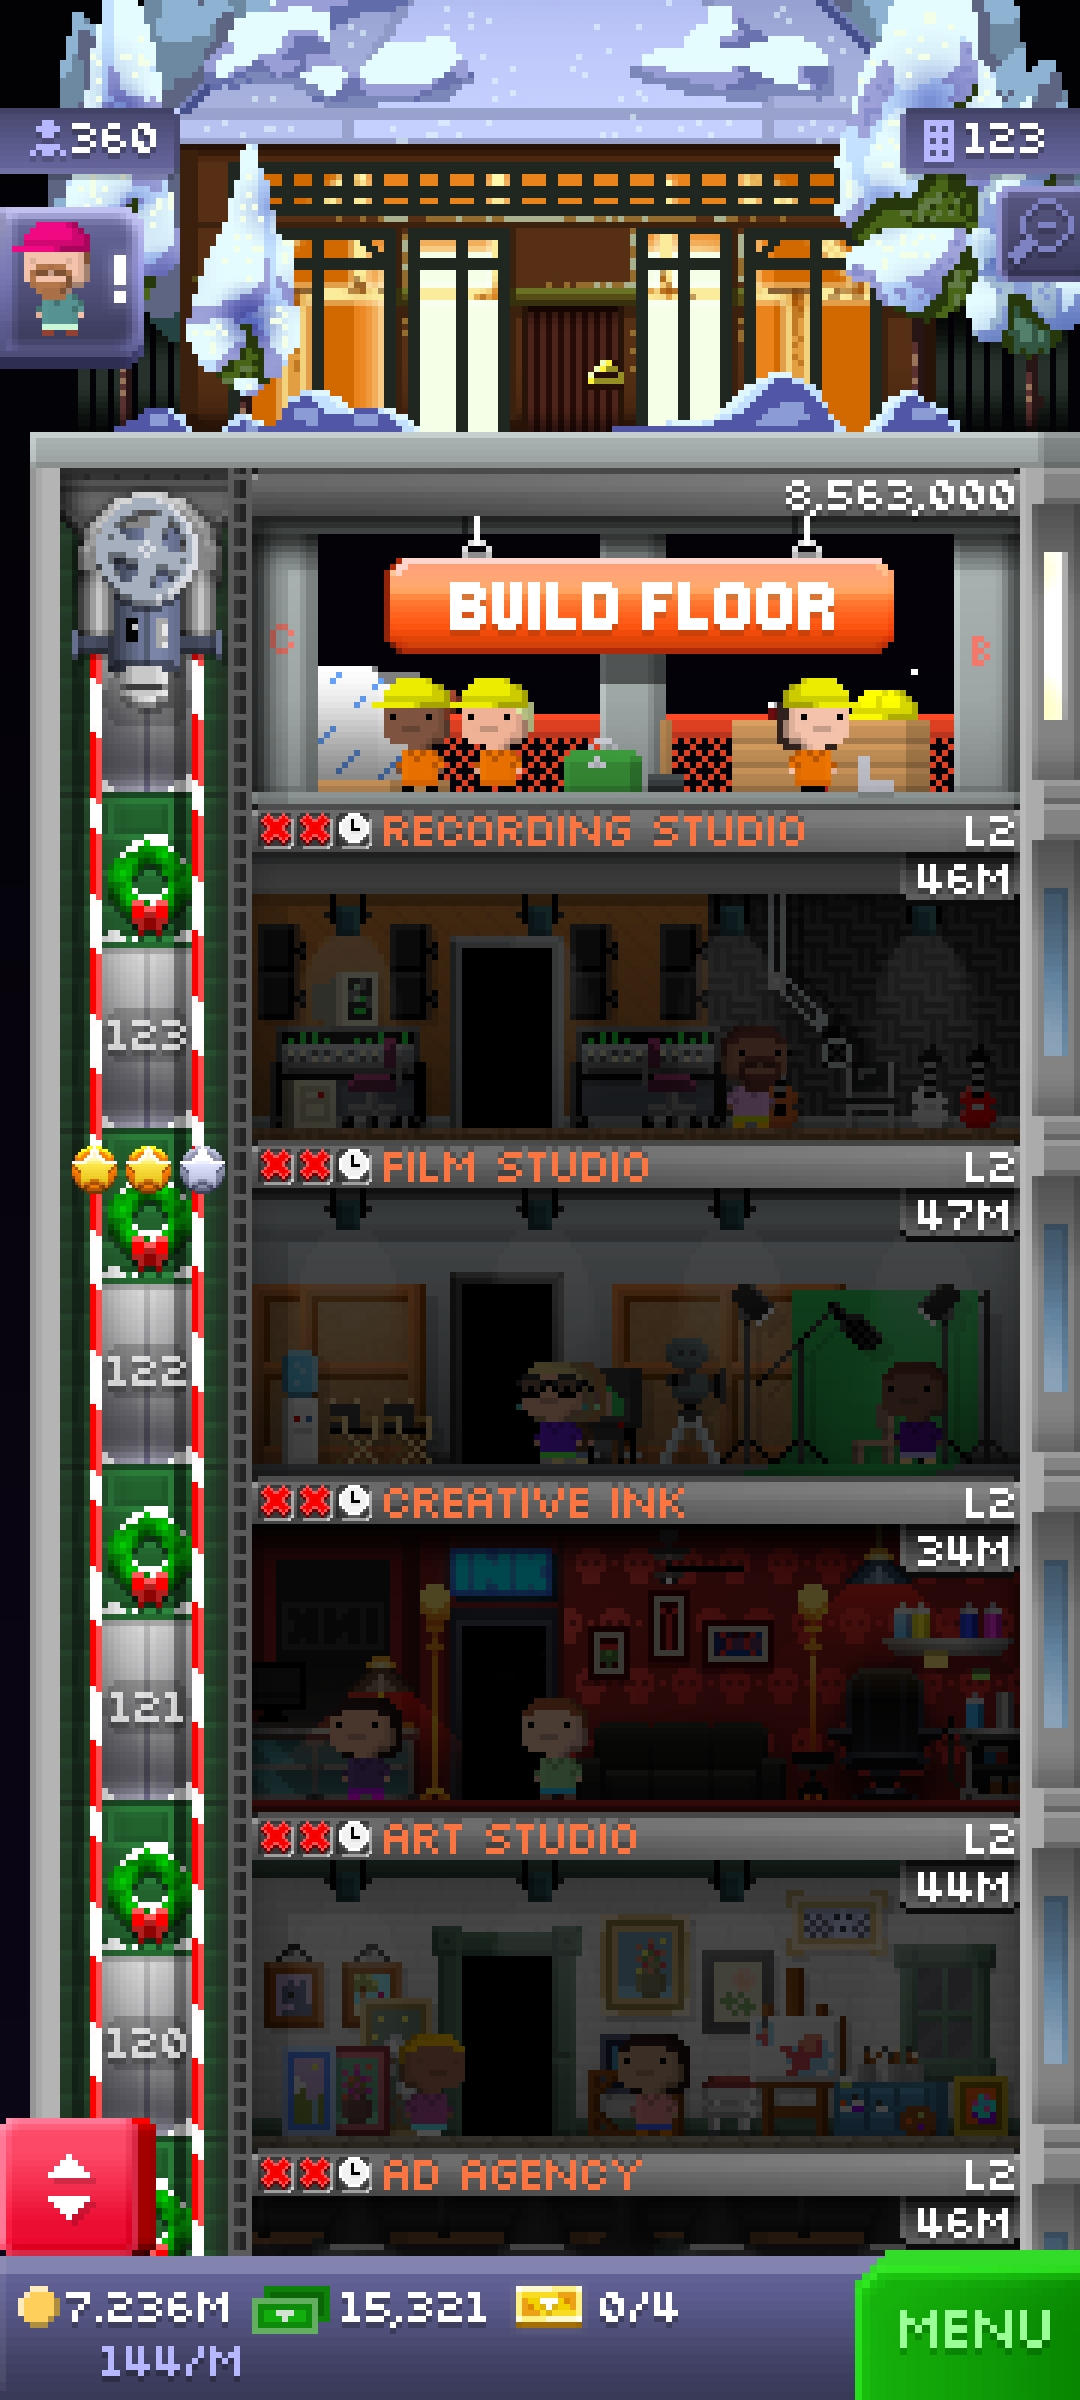 360
123
!
8,563,000
BUILD FLOOR
C
B
RECORDING STUDIO L2
46M
123
FILM STUDIO L2
47M
122
CREATIVE INK L2
34M
INK
121
ART STUDIO L2
44M
120
AD AGENCY L2
46M
7.236M 15,321 0/4
144/M
MENU